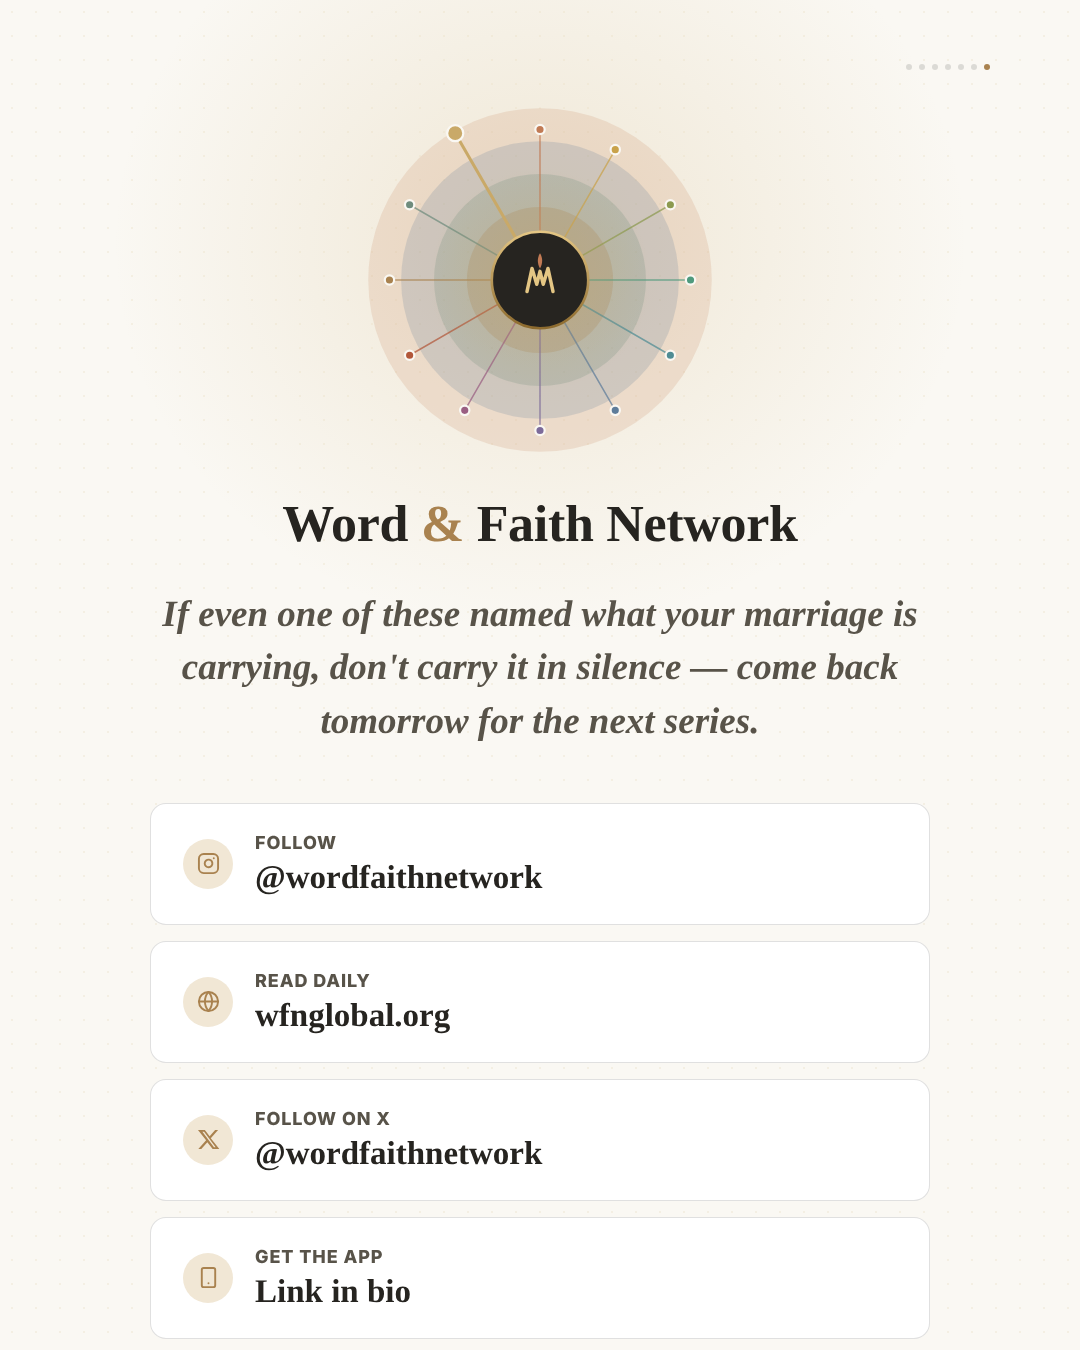 Word & Faith Network
If even one of these named what your marriage is
carrying, don't carry it in silence — come back
tomorrow for the next series.
FOLLOW
@wordfaithnetwork
READ DAILY
wfnglobal.org
FOLLOW ON X
@wordfaithnetwork
GET THE APP
Link in bio